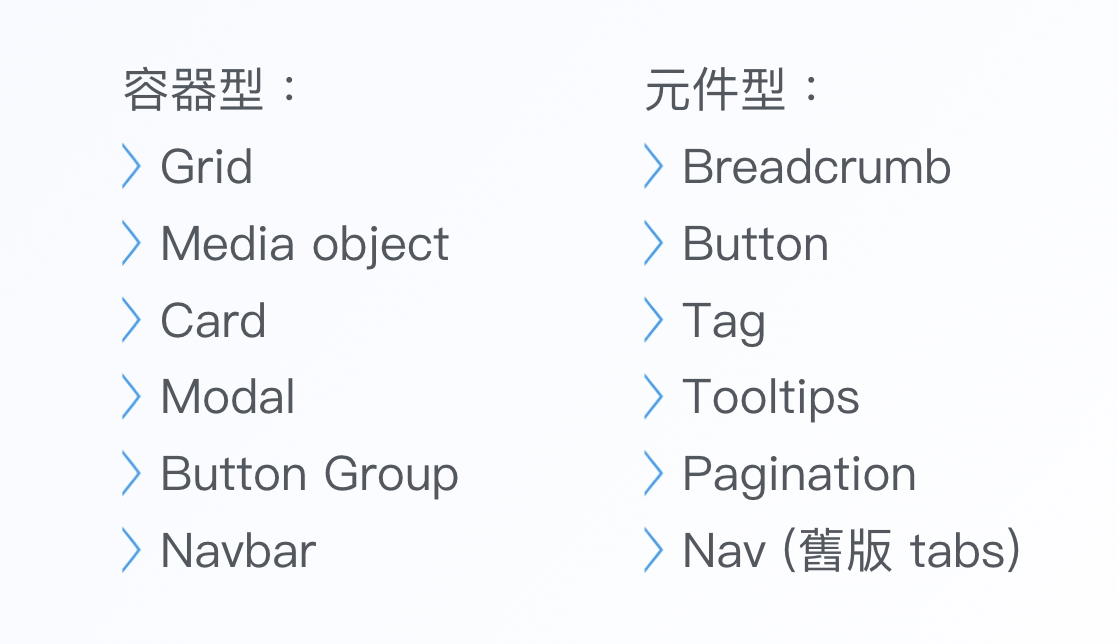 容器型：
Grid
Media object
Card
Modal
Button Group
Navbar
元件型：
Breadcrumb
Button
Tag
Tooltips
Pagination
Nav (舊版 tabs)